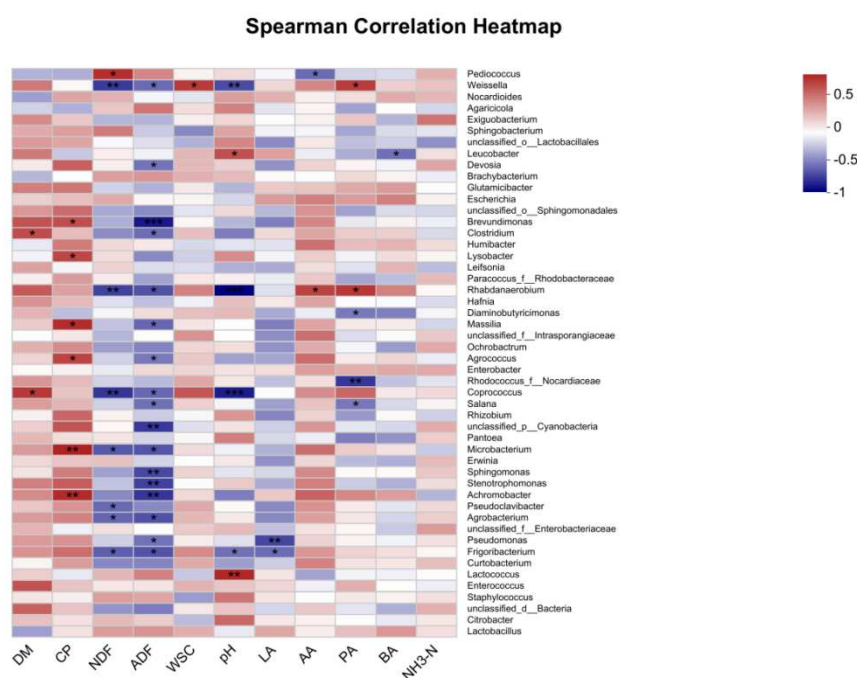 Spearman Correlation Heatmap
Pediococcus
Weissella
Nocardioides
Agaricicola
Exiguobacterium
Sphingobacterium
unclassified_o__Lactobacillales
Leucobacter
Devosia
Brachybacterium
Glutamicibacter
Escherichia
unclassified_o__Sphingomonadales
Brevundimonas
Clostridium
Humibacter
Lysobacter
Leifsonia
Paracoccus_f__Rhodobacteraceae
Rhabdanaerobium
Hafnia
Diaminobutyricimonas
Massilia
unclassified_f__Intrasporangiaceae
Ochrobactrum
Agrococcus
Enterobacter
Rhodococcus_f__Nocardiaceae
Coprococcus
Salana
Rhizobium
unclassified_p__Cyanobacteria
Pantoea
Microbacterium
Erwinia
Sphingomonas
Stenotrophomonas
Achromobacter
Pseudoclavibacter
Agrobacterium
unclassified_f__Enterobacteriaceae
Pseudomonas
Frigoribacterium
Curtobacterium
Lactococcus
Enterococcus
Staphylococcus
unclassified_d__Bacteria
Citrobacter
Lactobacillus
DM CP NDF ADF WSC pH LA AA PA BA NH3-N
0.5
0
-0.5
-1